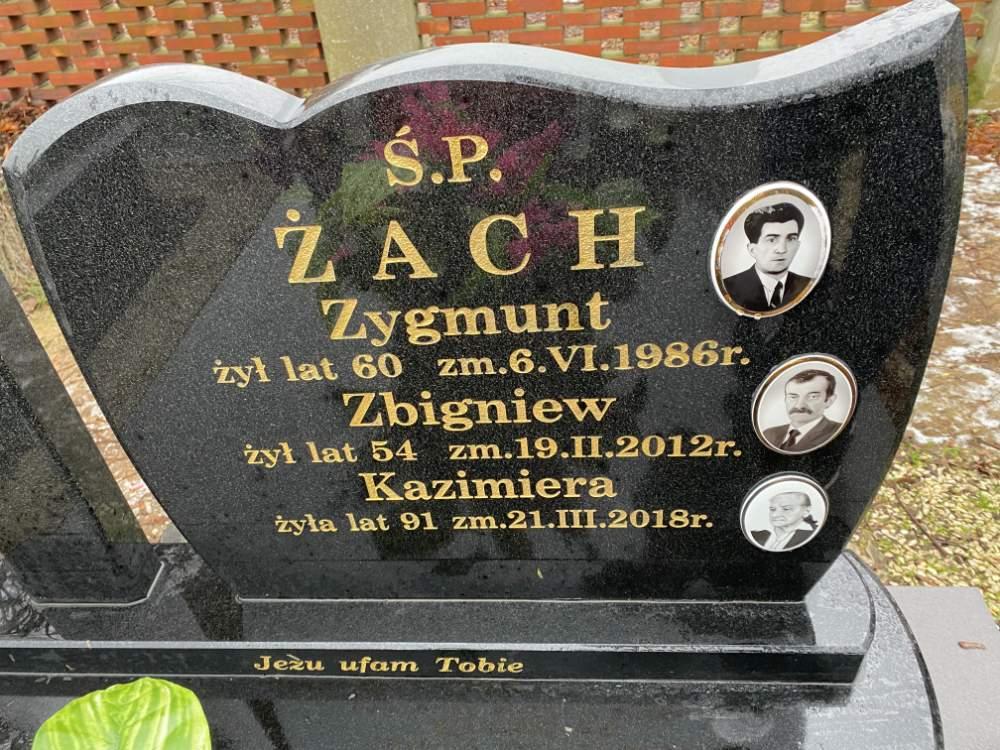 Ś.P.
ŻACH
Zygmunt
żył lat 60 zm.6.VI.1986r.
Zbigniew
żył lat 54 zm.19.II.2012r.
Kazimiera
żyła lat 91 zm.21.III.2018r.
Jezu ufam Tobie